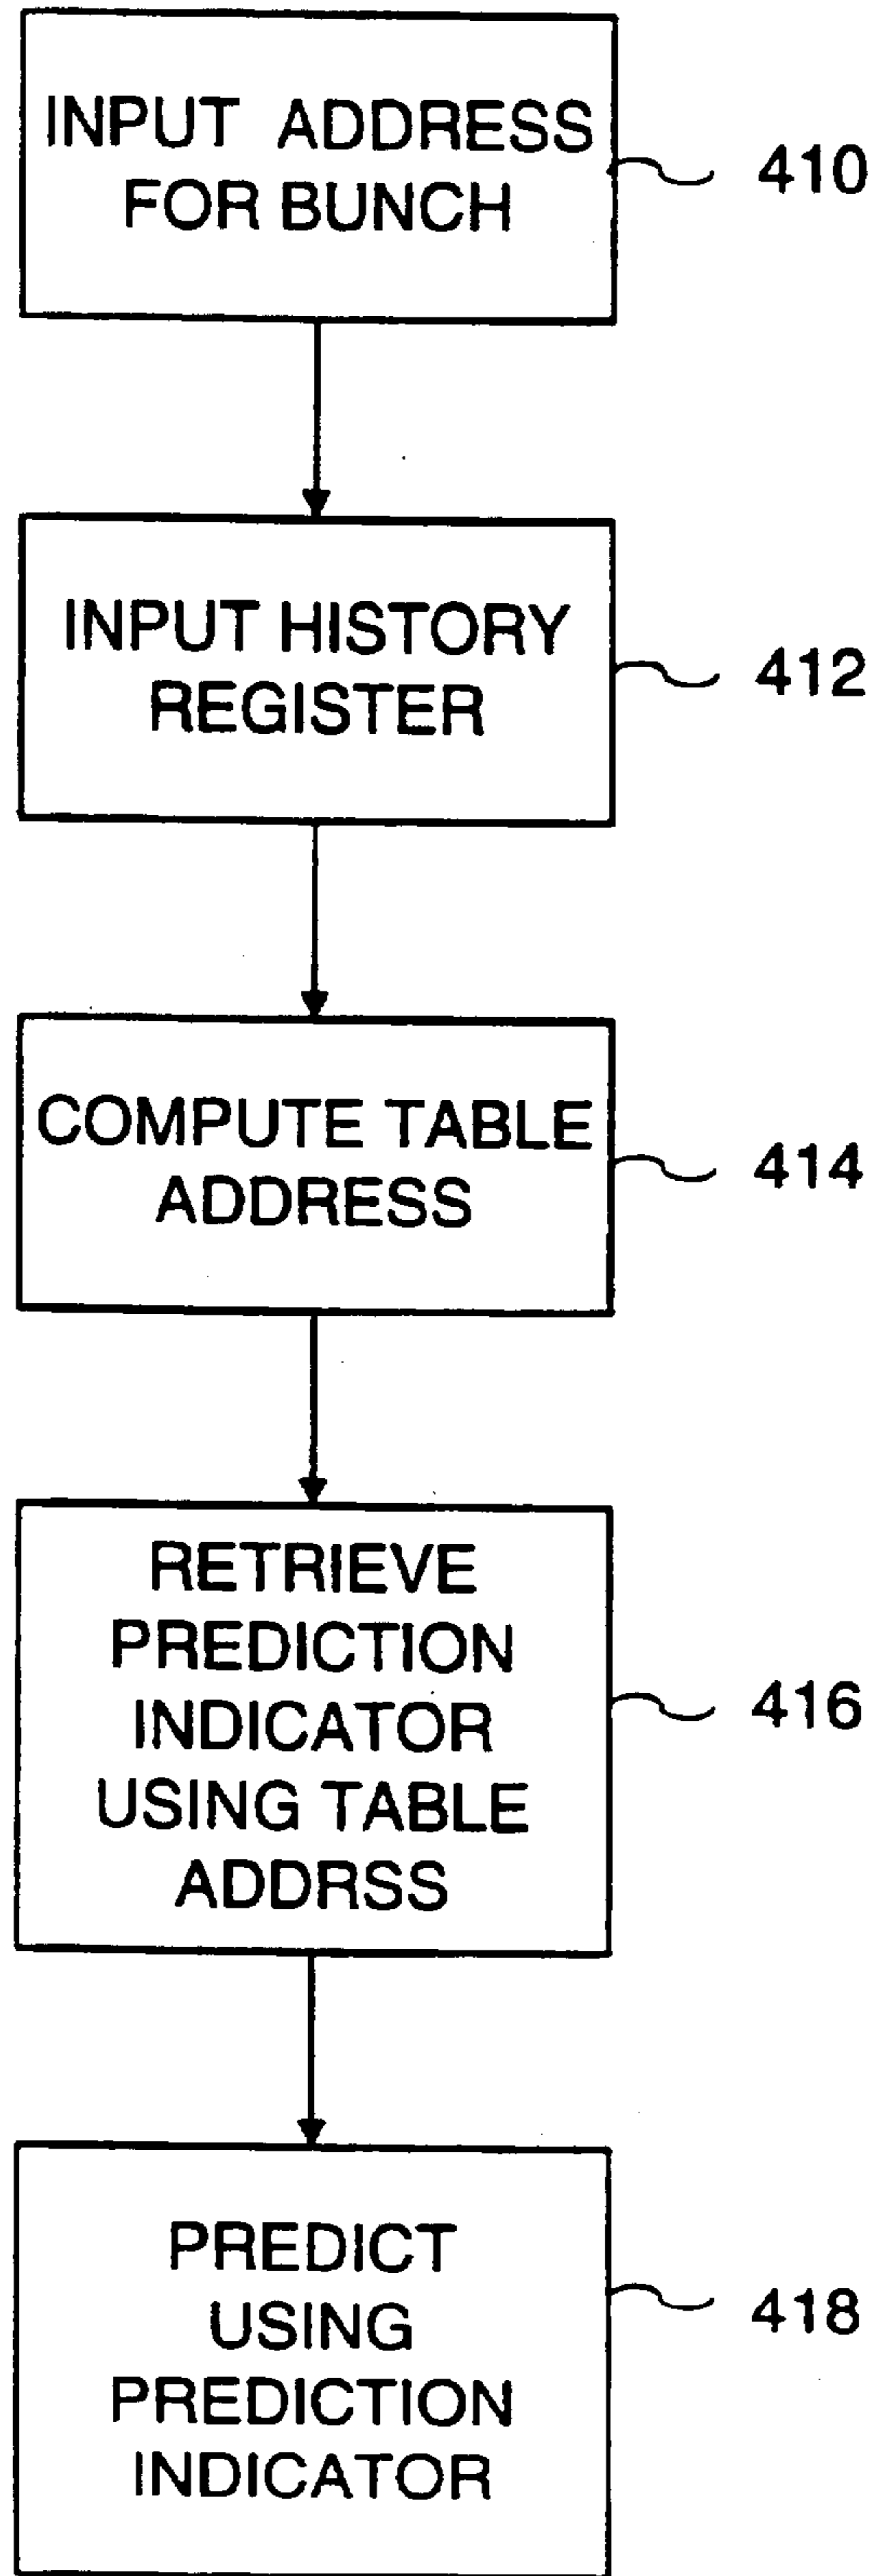 INPUT ADDRESS
FOR BUNCH
410
INPUT HISTORY
REGISTER
412
COMPUTE TABLE
ADDRESS
414
RETRIEVE
PREDICTION
INDICATOR
USING TABLE
ADDRSS
416
PREDICT
USING
PREDICTION
INDICATOR
418